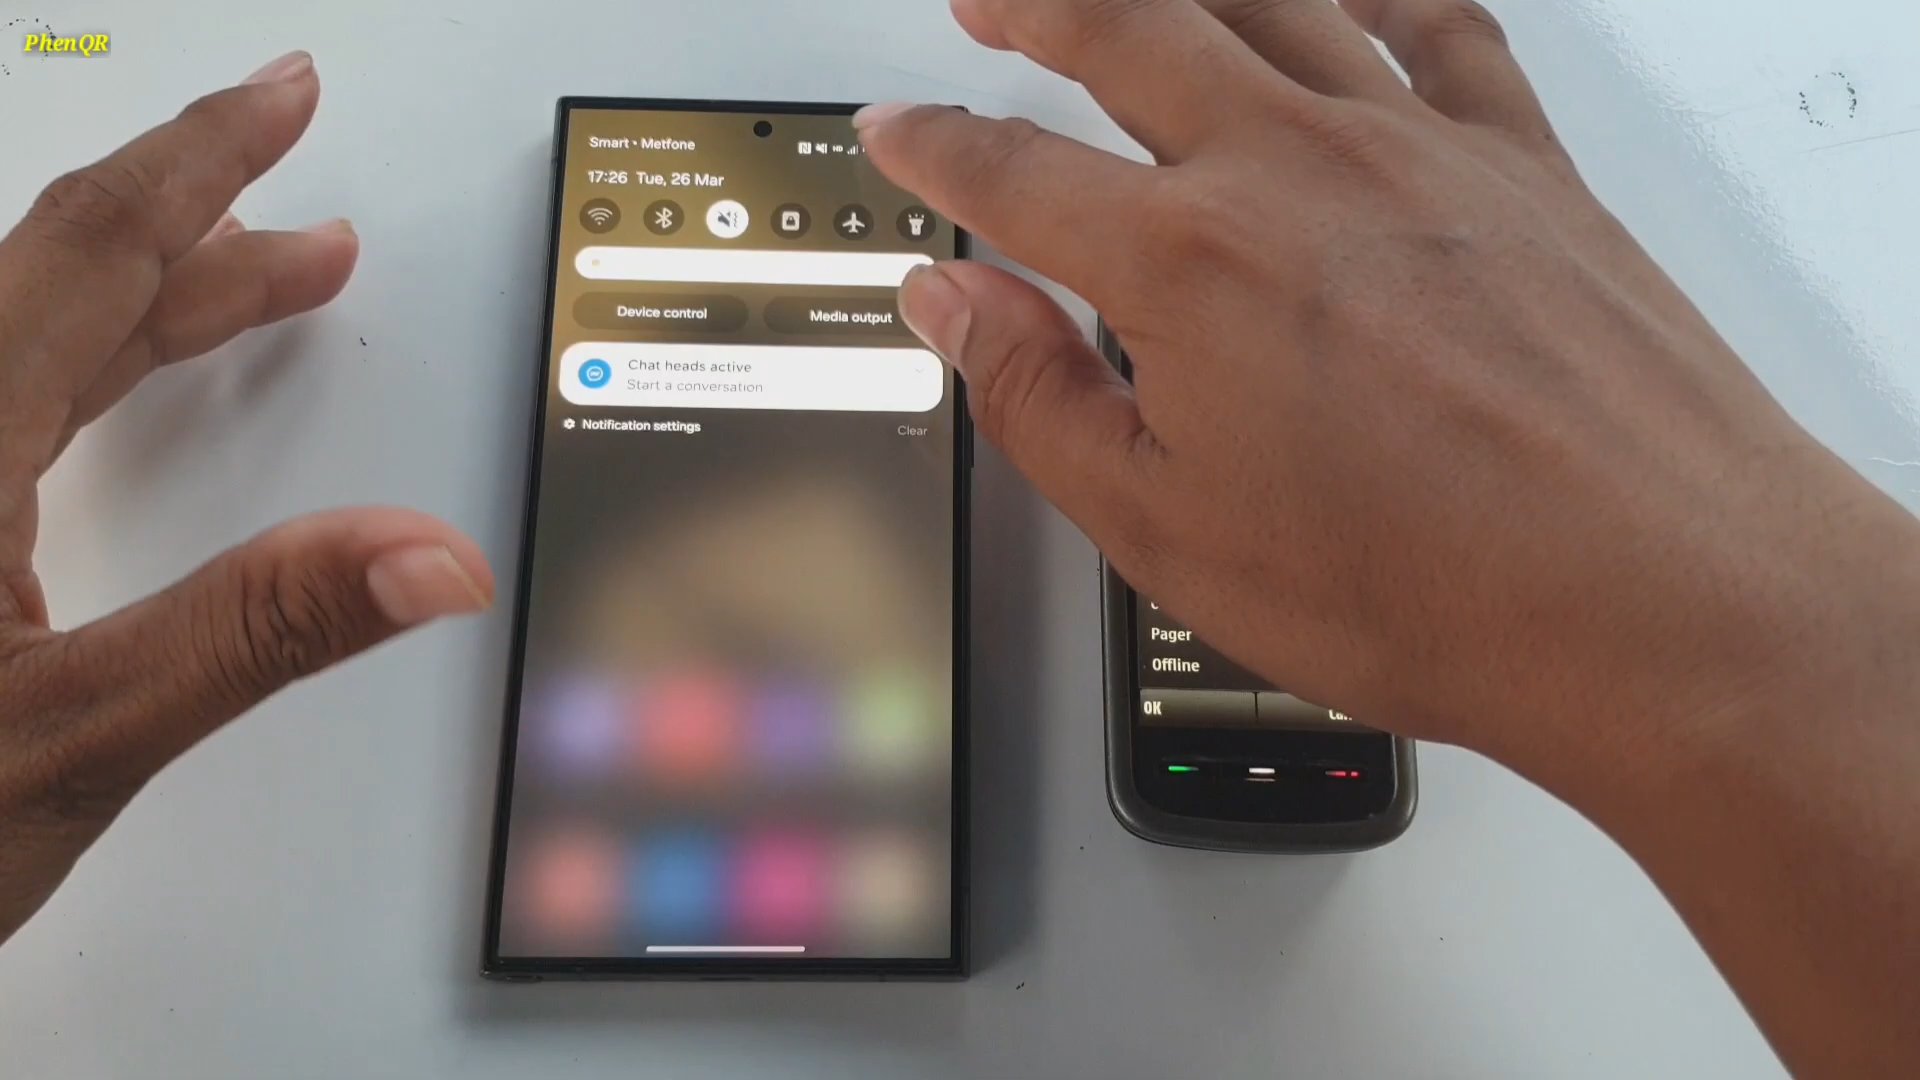 PhenQR
Smart • Metfone
17:26 Tue, 26 Mar
Device control
Media output
Chat heads active
Start a conversation
Notification settings
Clear
Pager
Offline
OK